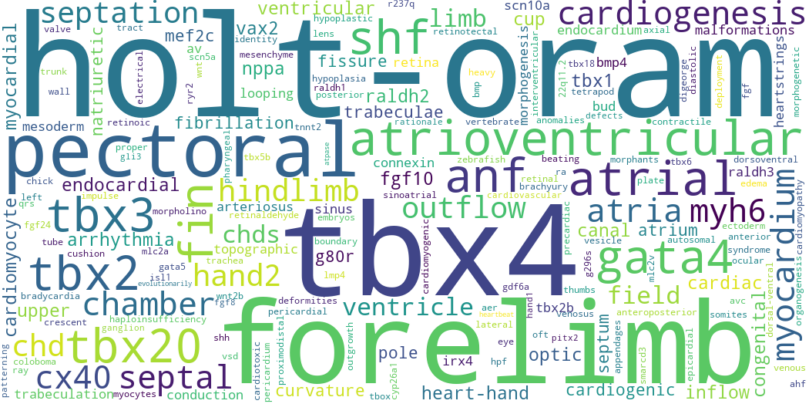 holt-oram
septation
ventricular
hypoplastic
r237q
scn10a
cardiogenesis
valve
tract
mef2c
vax2
lens
retinotectal
limb
cup
endocardium
axial
malformations
myocardial
trunk
scn5a
identity
av
fissure
shf
retina
tbx18
bmp4
digeorge
diastolic
heartstrings
wall
electrical
wnt
mesenchyme
nppa
hypoplasia
posterior
raldh1
raldh2
bmp
heavy
morphogenesis
interventricular
22q11.2
tbx1
tetrapod
bud
defects
deployment
fgf
morphogenetic
natriuretic
ryr2
looping
trabeculae
mesoderm
retinoic
fibrillation
tnnt2
rationale
vertebrate
anomalies
contractile
pectoral
proper
gli3
pharyngeal
tbx5b
atpase
atrioventricular
connexin
zebrafish
beating
morphants
tbx6
dorsoventral
chick
endocardial
fgf10
anf
retinal
brachyury
ra
plate
atrial
raldh3
edema
left
impulse
morpholino
fin
hindlimb
sinoatrial
cardiovascular
qrs
tbx3
fgf24
retinaldehyde
arteriosus
sinus
embryos
outflow
precardiac
atria
myh6
myocardium
cardiomyopathy
cardiomyocyte
tube
arrhythmia
chds
topographic
g80r
boundary
cardiomyogenic
canal
atrium
ectoderm
anterior
cushion
mlc2a
trachea
tbx4
vesicle
autosomal
syndrome
ocular
tbx2
gata5
isl1
hand2
lmp4
gdf6a
g296s
mlc2v
gata4
cardiac
organogenesis
dorsal-ventral
bradycardia
evolutionarily
chamber
wnt2b
fgf8
deformities
pericardial
ventricle
aer
lateral
hand1
tbx2b
venosus
thumbs
field
anteroposterior
avc
somites
upper
crescent
haploinsufficiency
ganglion
forelimb
heartbeat
oft
pitx2
patterning
chd
tbx20
shh
vsd
cardiotoxic
pericardium
proximodistal
outgrowth
pole
irx4
eye
hpf
optic
septum
appendages
smarcd3
epicardial
congenital
coloboma
ray
cx40
septal
curvature
tbox
cyp26a1
trabeculation
myocytes
conduction
heart-hand
cardiogenic
inflow
venous
ahf